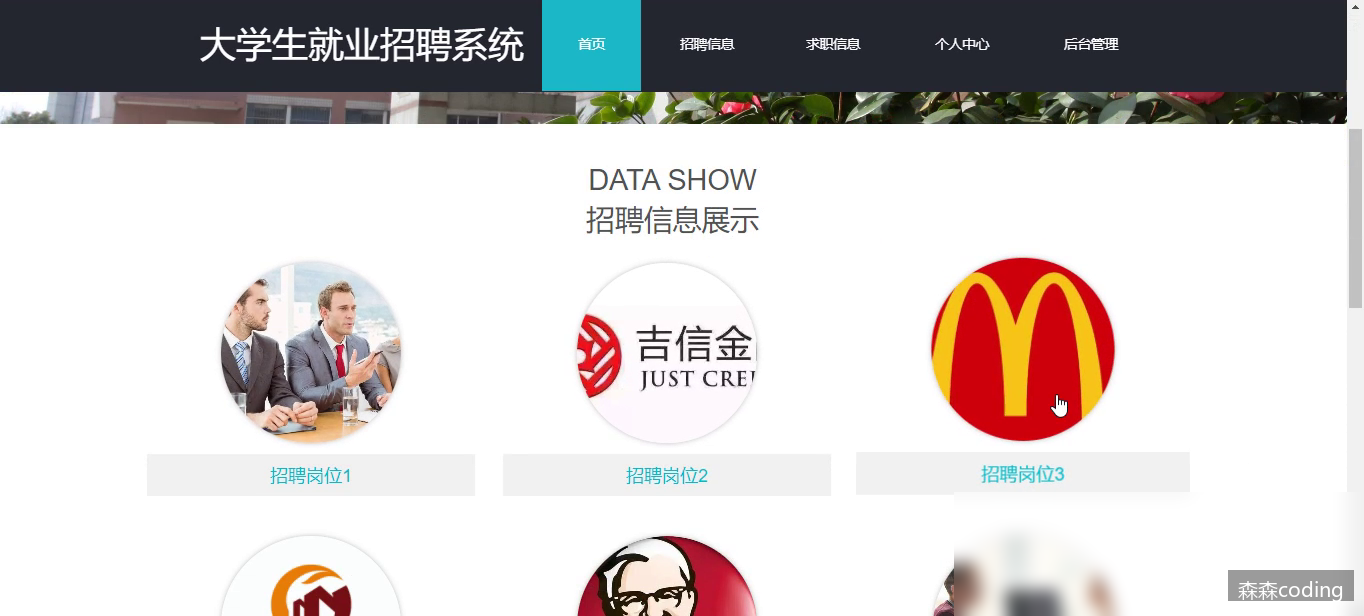 大学生就业招聘系统
首页
招聘信息
求职信息
个人中心
后台管理
DATA SHOW
招聘信息展示
吉信金
JUST CRE
招聘岗位1
招聘岗位2
招聘岗位3
森森coding